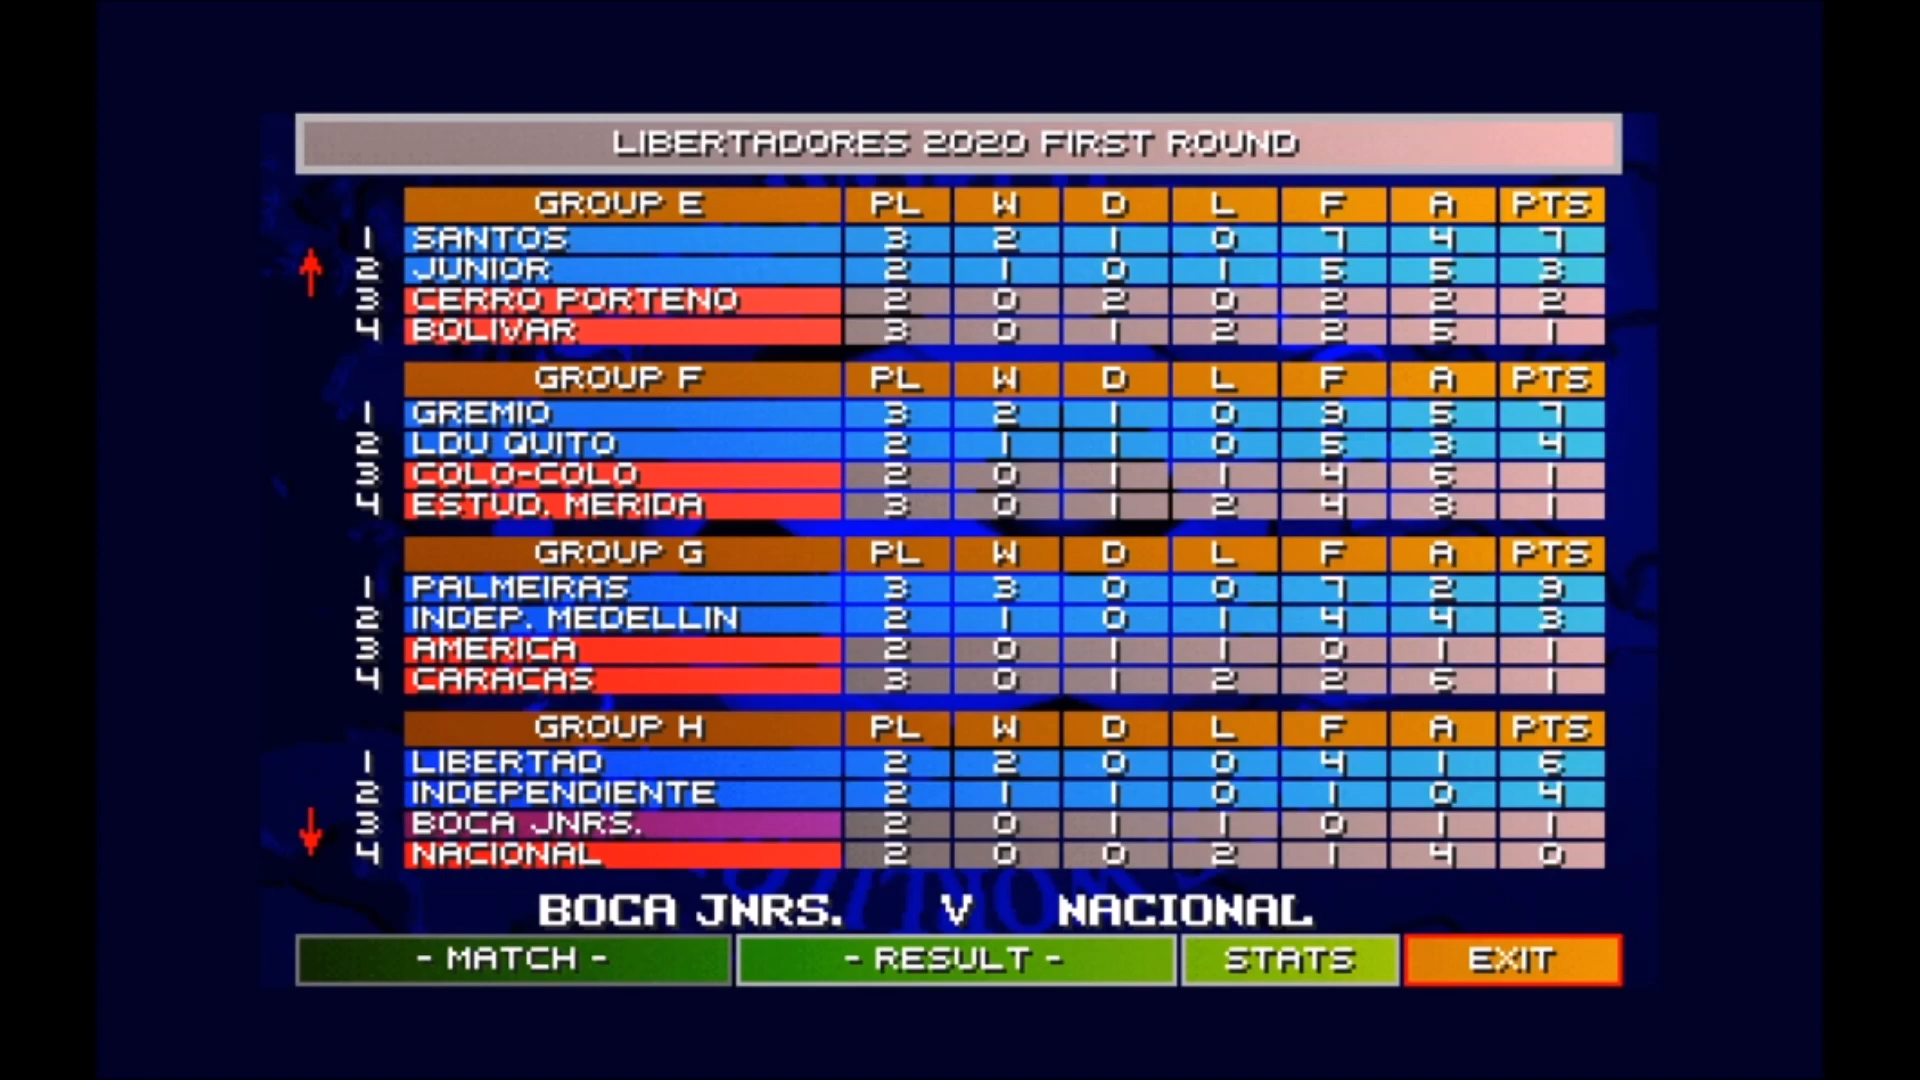 LIBERTADORES 2020 FIRST ROUND
GROUP E PL W D L F A PTS
1 SANTOS 3 2 1 0 7 4 7
2 JUNIOR 2 1 0 1 5 5 3
3 CERRO PORTENO 2 0 2 0 2 2 2
4 BOLIVAR 3 0 1 2 2 5 1
GROUP F PL W D L F A PTS
1 GREMIO 3 2 1 0 9 5 7
2 LDU QUITO 2 1 1 0 5 3 4
3 COLO-COLO 2 0 1 1 4 6 1
4 ESTUD. MERIDA 3 0 1 2 4 8 1
GROUP G PL W D L F A PTS
1 PALMEIRAS 3 3 0 0 7 2 9
2 INDEP. MEDELLIN 2 1 0 1 4 4 3
3 AMERICA 2 0 1 1 0 1 1
4 CARACAS 3 0 1 2 2 6 1
GROUP H PL W D L F A PTS
1 LIBERTAD 2 2 0 0 4 1 6
2 INDEPENDIENTE 2 1 1 0 1 0 4
3 BOCA JNRS. 2 0 1 1 0 1 1
4 NACIONAL 2 0 0 2 1 4 0
BOCA JNRS. V NACIONAL
- MATCH - - RESULT - STATS EXIT